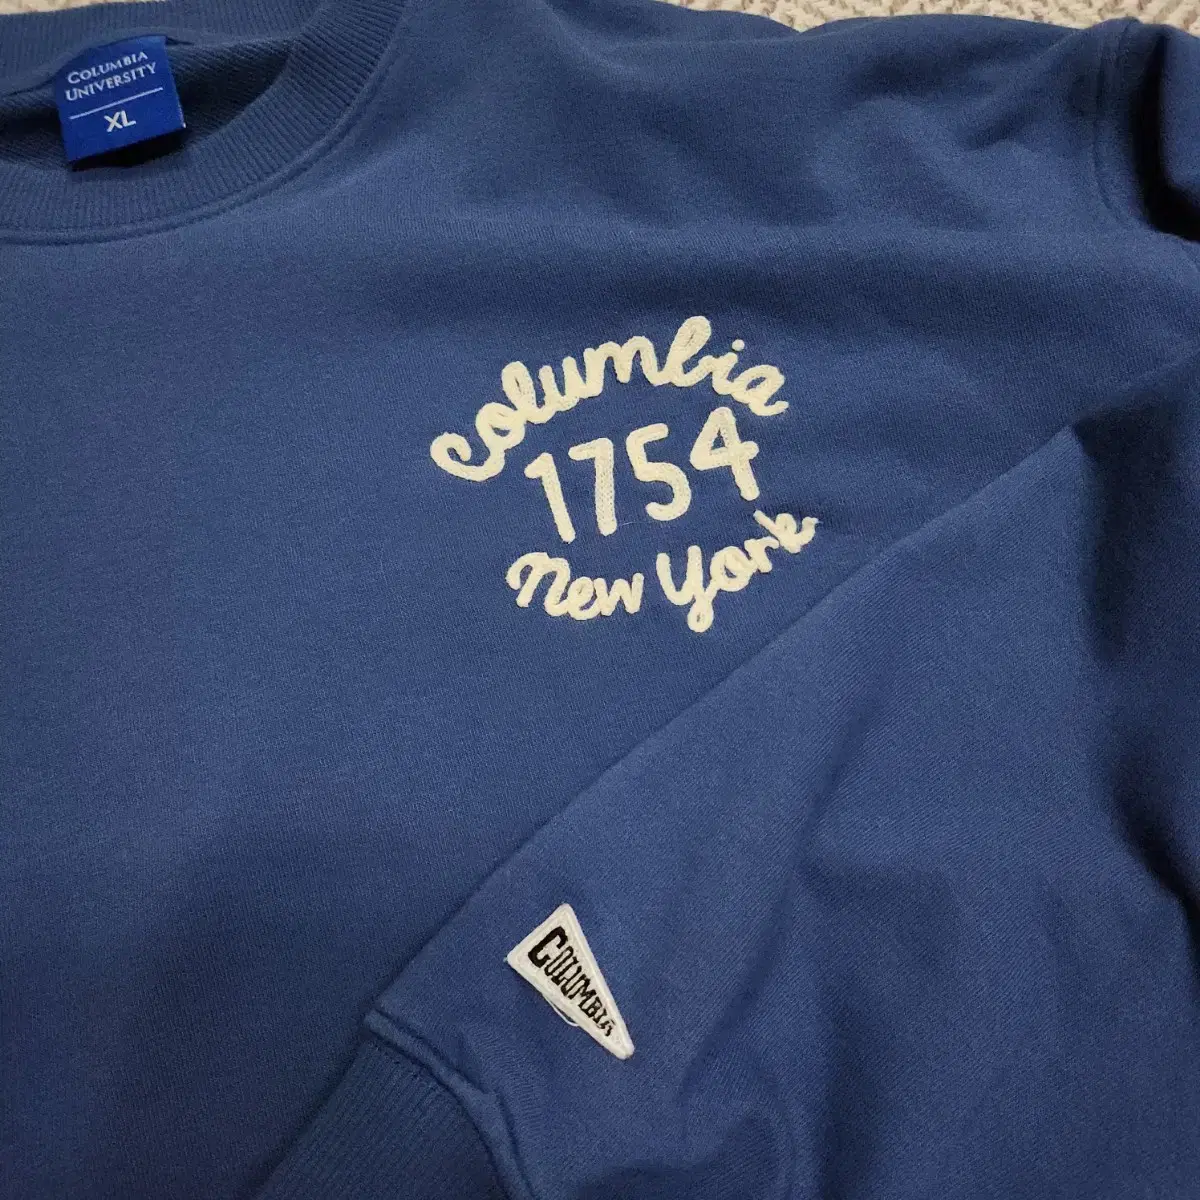 COLUMBIA
UNIVERSITY
XL
Columbia
1754
New York
COLUMBIA